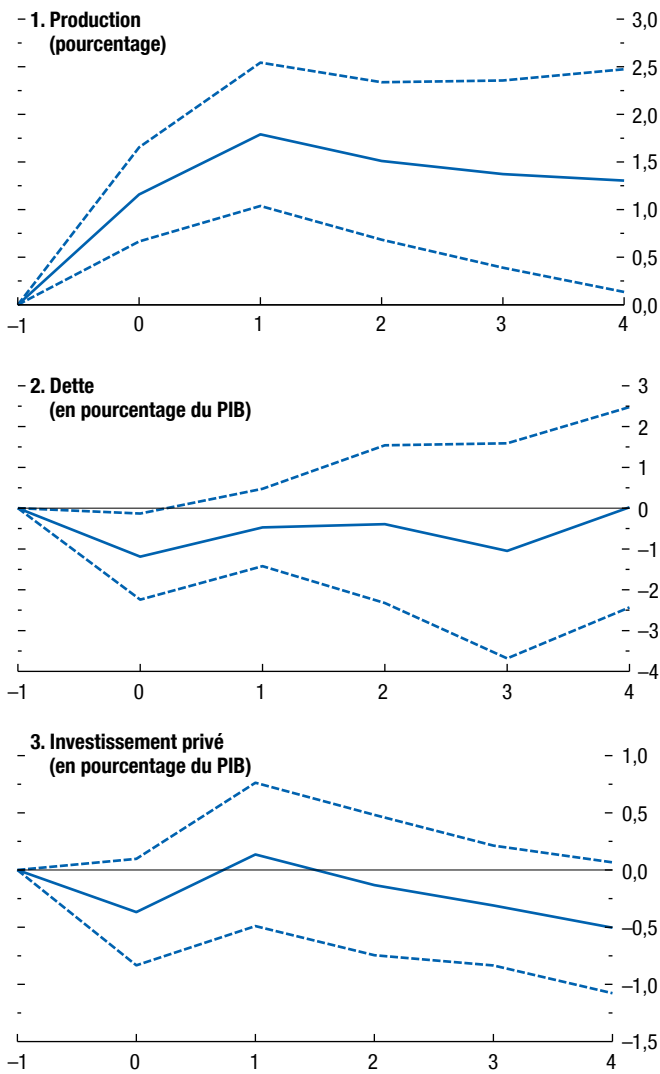 1. Production
(pourcentage)
3,0
2,5
2,0
1,5
1,0
0,5
0,0
–1 0 1 2 3 4
2. Dette
(en pourcentage du PIB)
3
2
1
0
–1
–2
–3
–4
–1 0 1 2 3 4
3. Investissement privé
(en pourcentage du PIB)
1,0
0,5
0,0
–0,5
–1,0
–1,5
–1 0 1 2 3 4